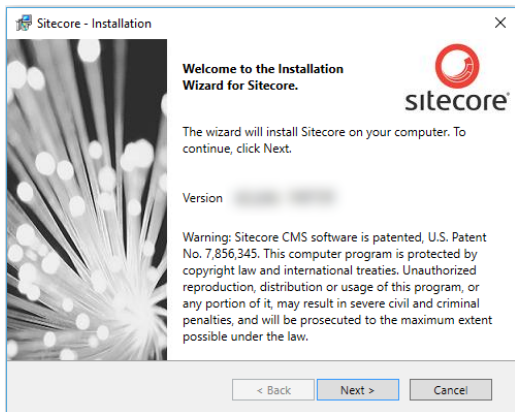 Sitecore - Installation
Welcome to the Installation
Wizard for Sitecore.
sitecore
The wizard will install Sitecore on your computer. To
continue, click Next.
Version
Warning: Sitecore CMS software is patented, U.S. Patent
No. 7,856,345. This computer program is protected by
copyright law and international treaties. Unauthorized
reproduction, distribution or usage of this program, or
any portion of it, may result in severe civil and criminal
penalties, and will be prosecuted to the maximum extent
possible under the law.
< Back Next > Cancel